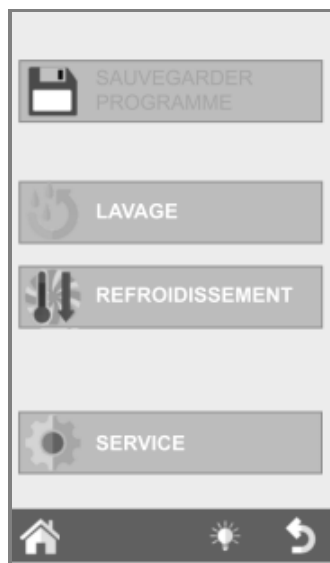 SAUVEGARDER
PROGRAMME
LAVAGE
REFROIDISSEMENT
SERVICE